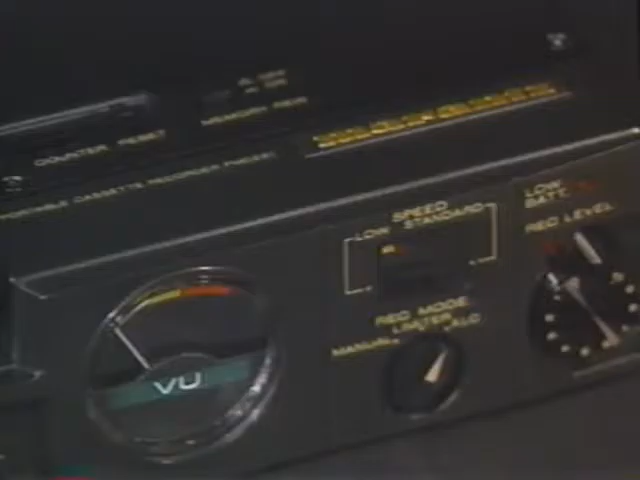 COUNTER RESET
MEMORY REW
PORTABLE CASSETTE RECORDER
LOW
BATT.
SPEED
LOW STANDARD
REC LEVEL
REC MODE
LIMITER
MANUAL ALC
VU